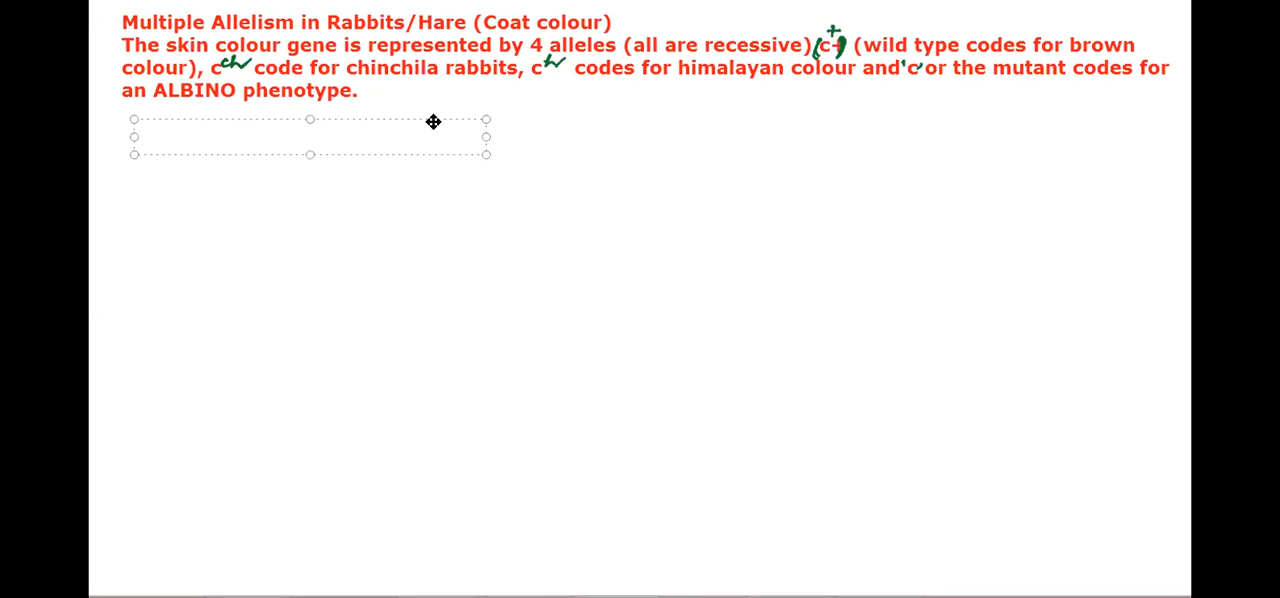 Multiple Allelism in Rabbits/Hare (Coat colour)
The skin colour gene is represented by 4 alleles (all are recessive) (c+) (wild type codes for brown
colour), c^ch code for chinchila rabbits, c^h codes for himalayan colour and 'c' or the mutant codes for
an ALBINO phenotype.